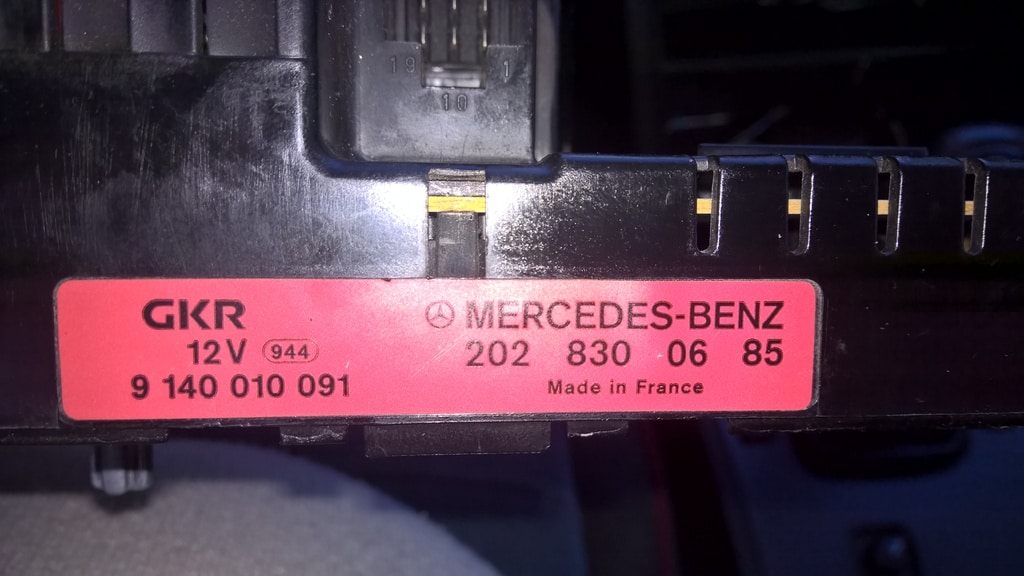 19 1
10
GKR
12V 944
9 140 010 091
MERCEDES-BENZ
202 830 06 85
Made in France